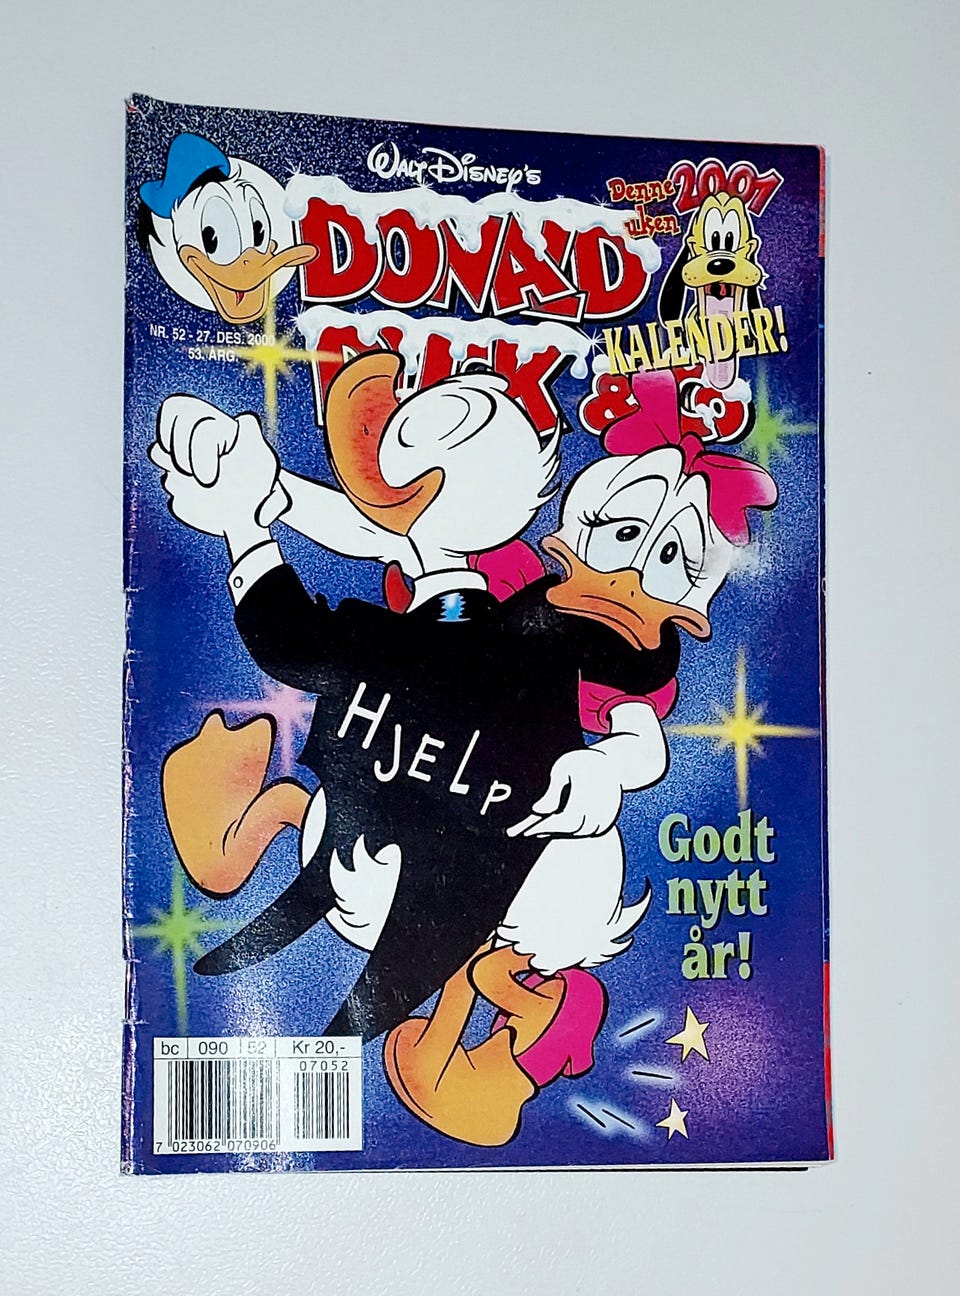 WALT DISNEY'S
DONALD
DUCK
& Co
Denne
uken
2001
KALENDER!
NR. 52 - 27. DES. 2000
53. ÅRG.
HJELP
Godt
nytt
år!
bc 090 52 Kr 20,-
07052
7 023062 070906